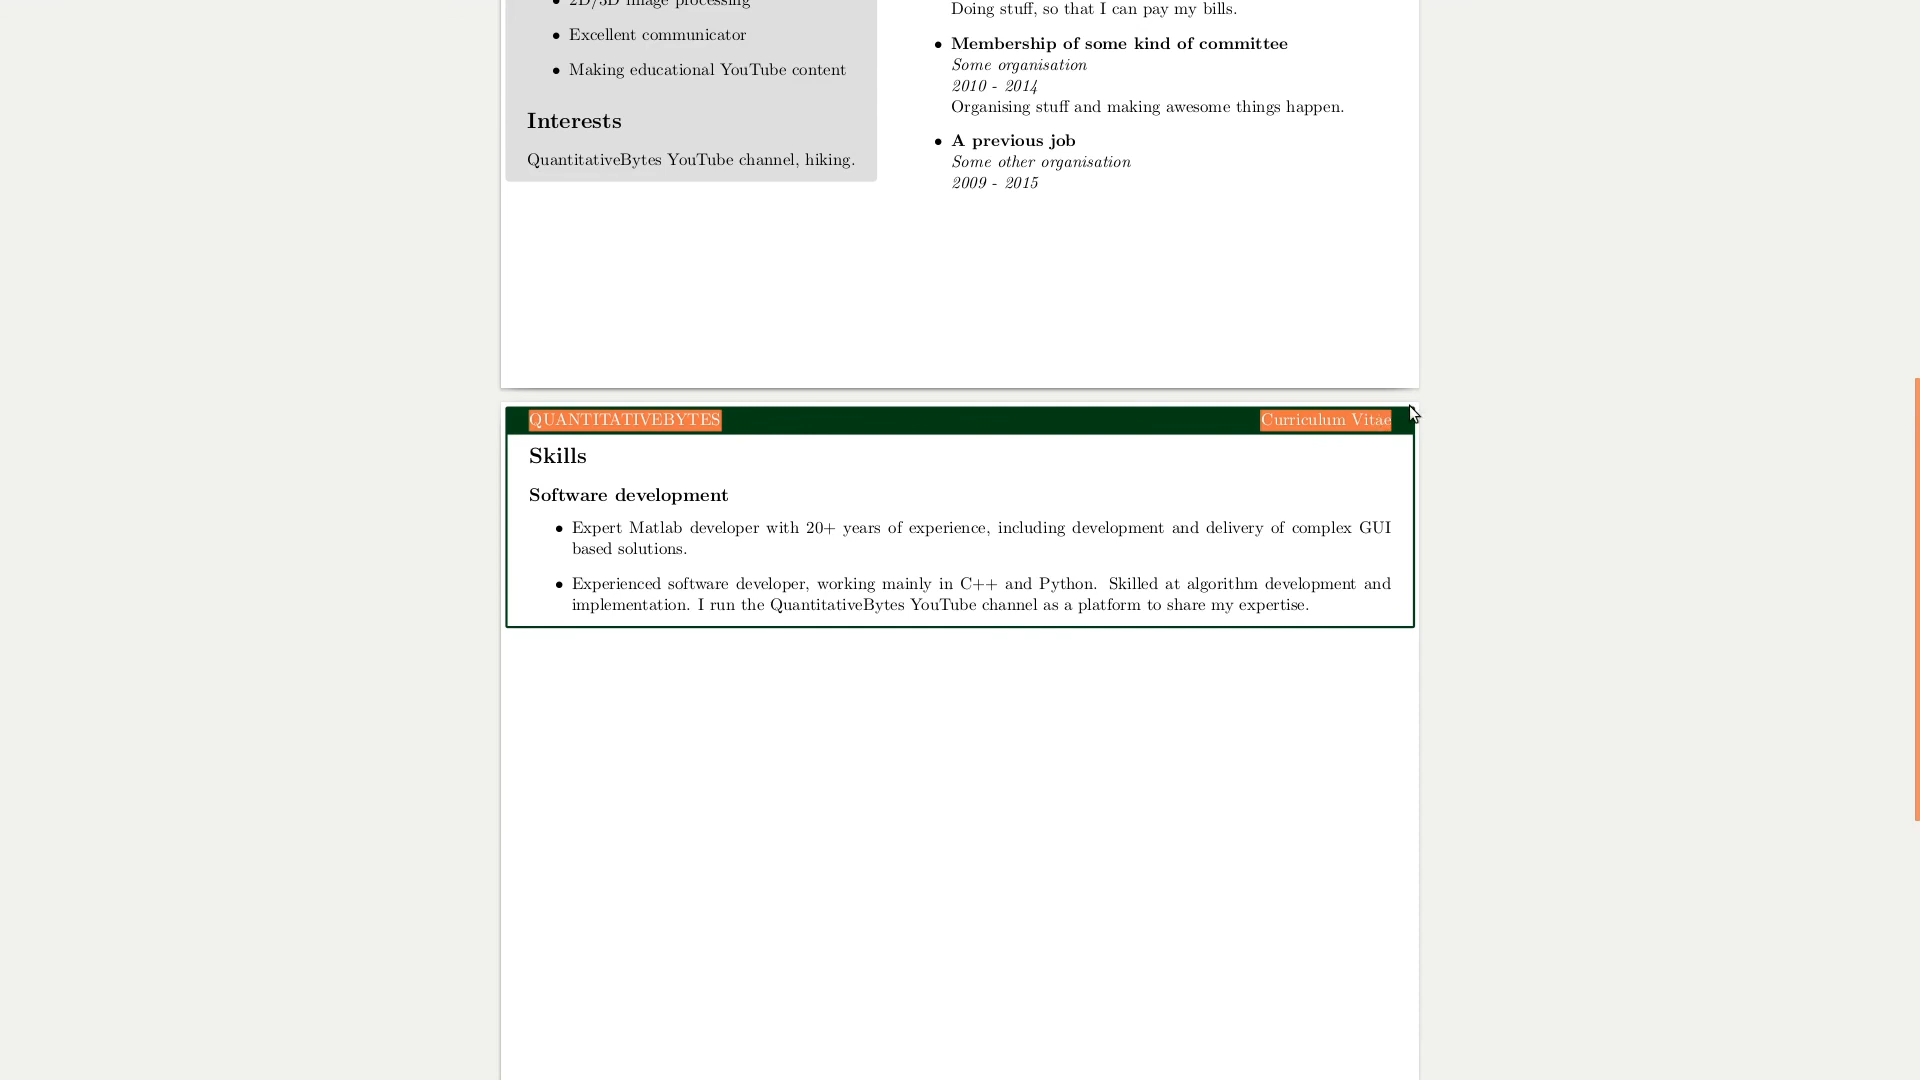 2D/3D image processing
• Excellent communicator
• Making educational YouTube content
Interests
QuantitativeBytes YouTube channel, hiking.
Doing stuff, so that I can pay my bills.
• Membership of some kind of committee
Some organisation
2010 - 2014
Organising stuff and making awesome things happen.
• A previous job
Some other organisation
2009 - 2015
QUANTITATIVEBYTES Curriculum Vitae
Skills
Software development
• Expert Matlab developer with 20+ years of experience, including development and delivery of complex GUI
based solutions.
• Experienced software developer, working mainly in C++ and Python. Skilled at algorithm development and
implementation. I run the QuantitativeBytes YouTube channel as a platform to share my expertise.